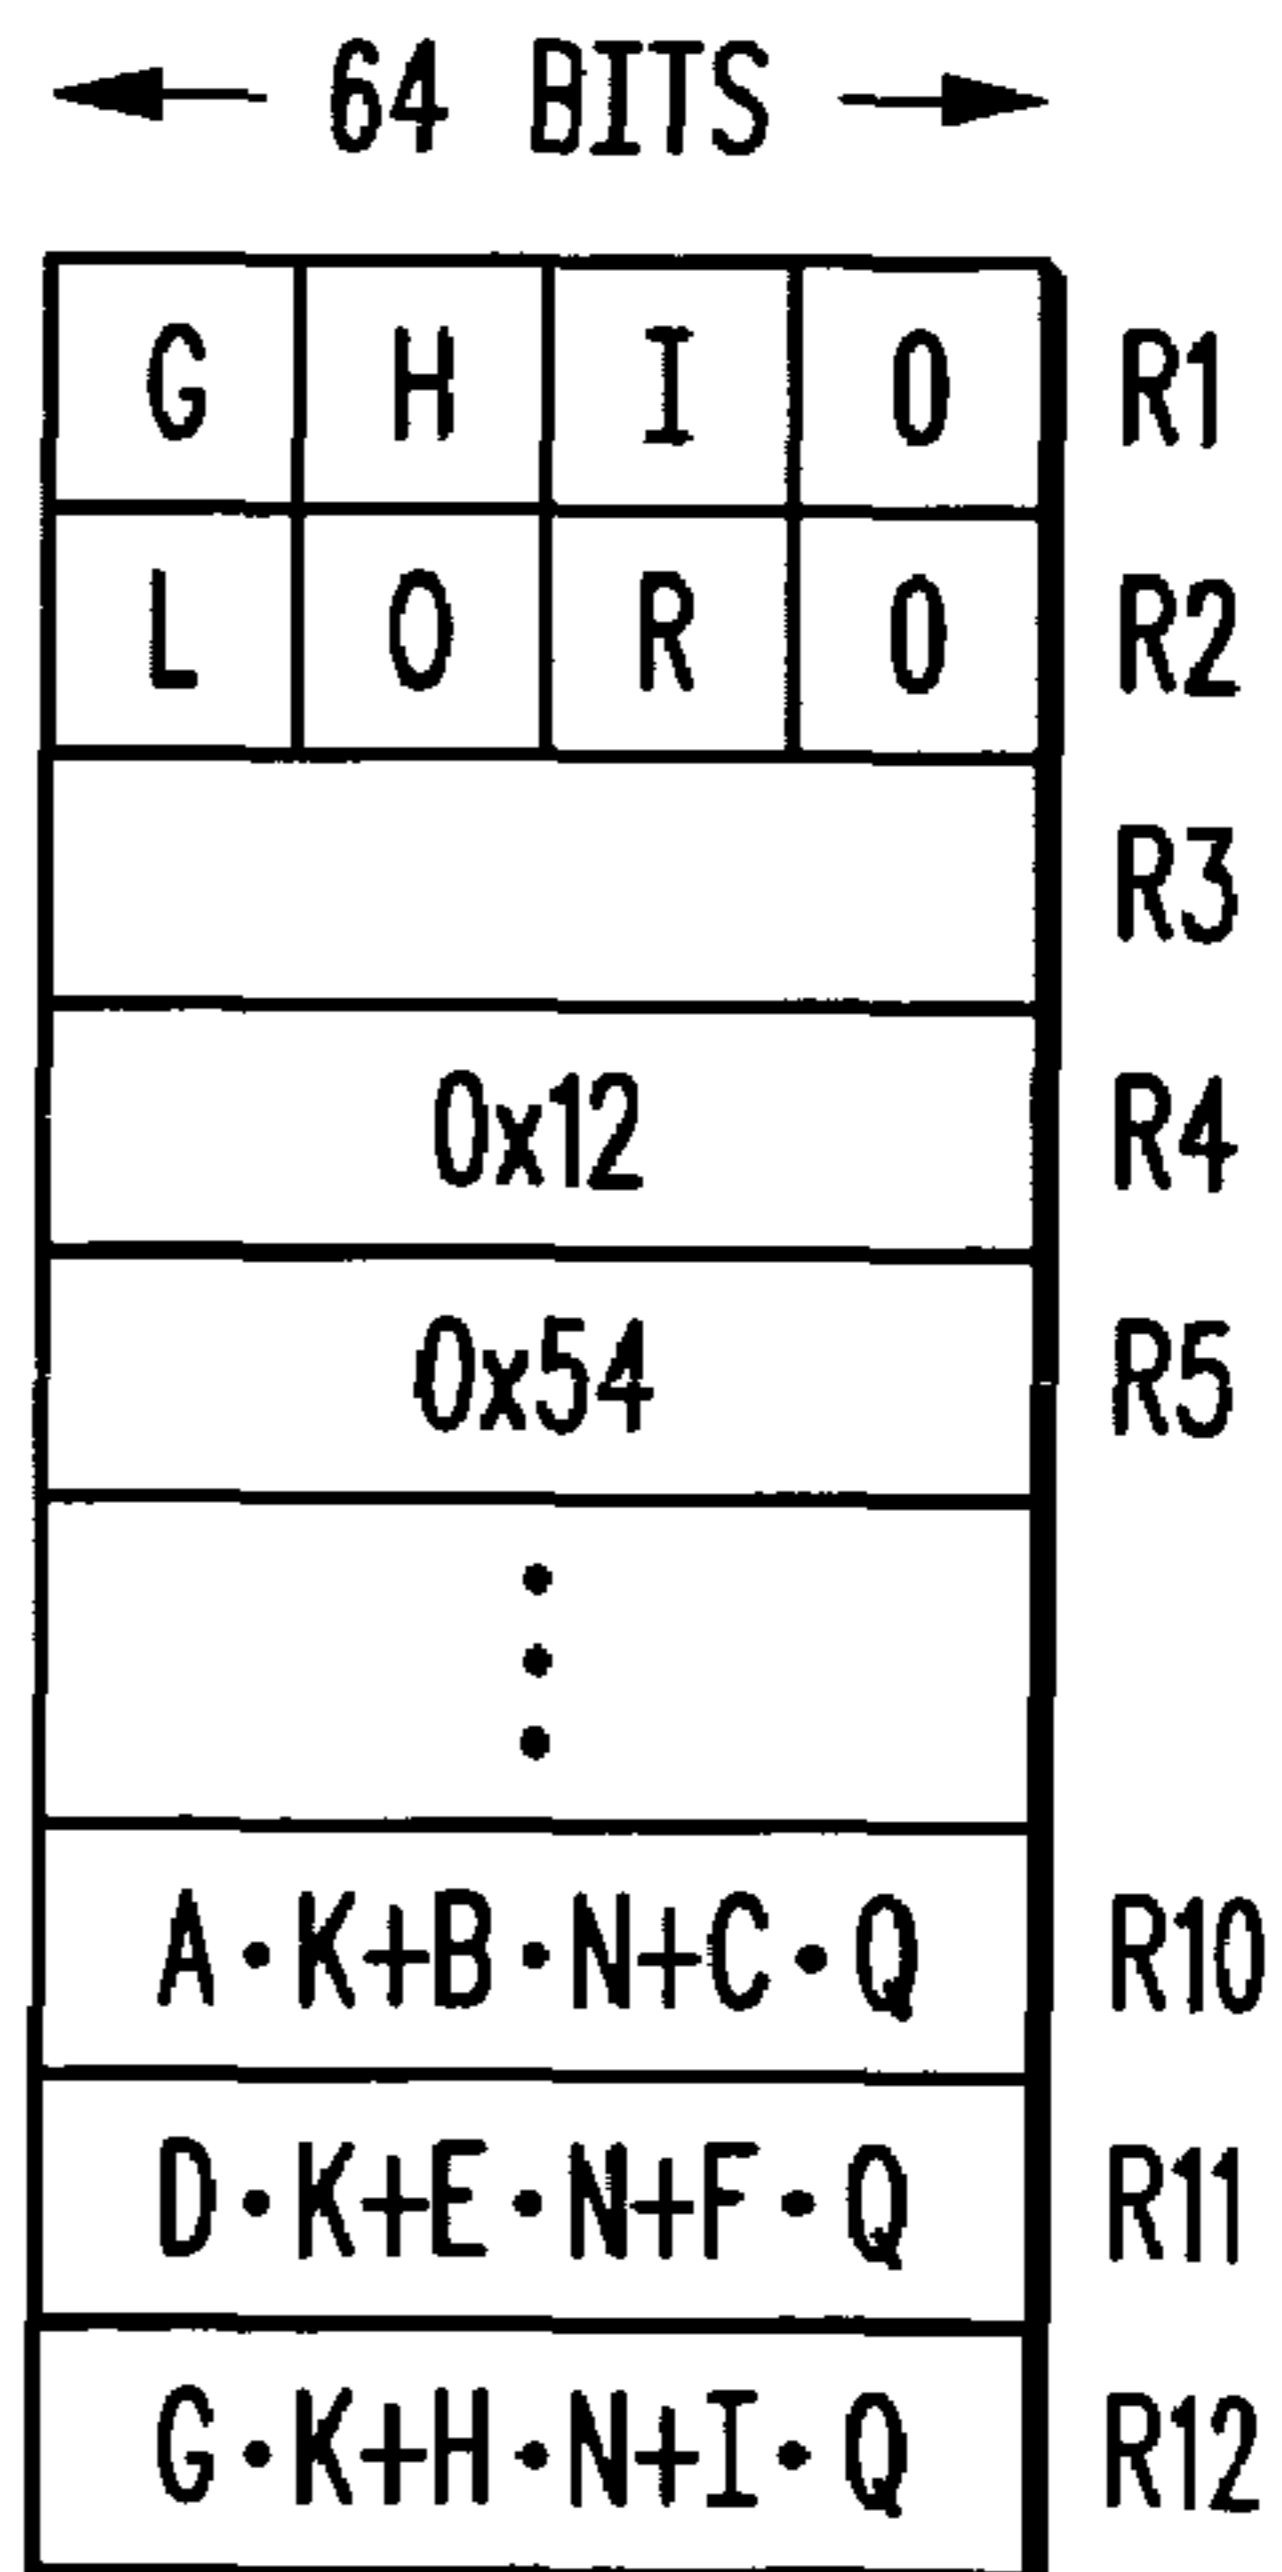 64 BITS
G H I 0 R1
L O R 0 R2
R3
0x12 R4
0x54 R5
A·K+B·N+C·Q R10
D·K+E·N+F·Q R11
G·K+H·N+I·Q R12